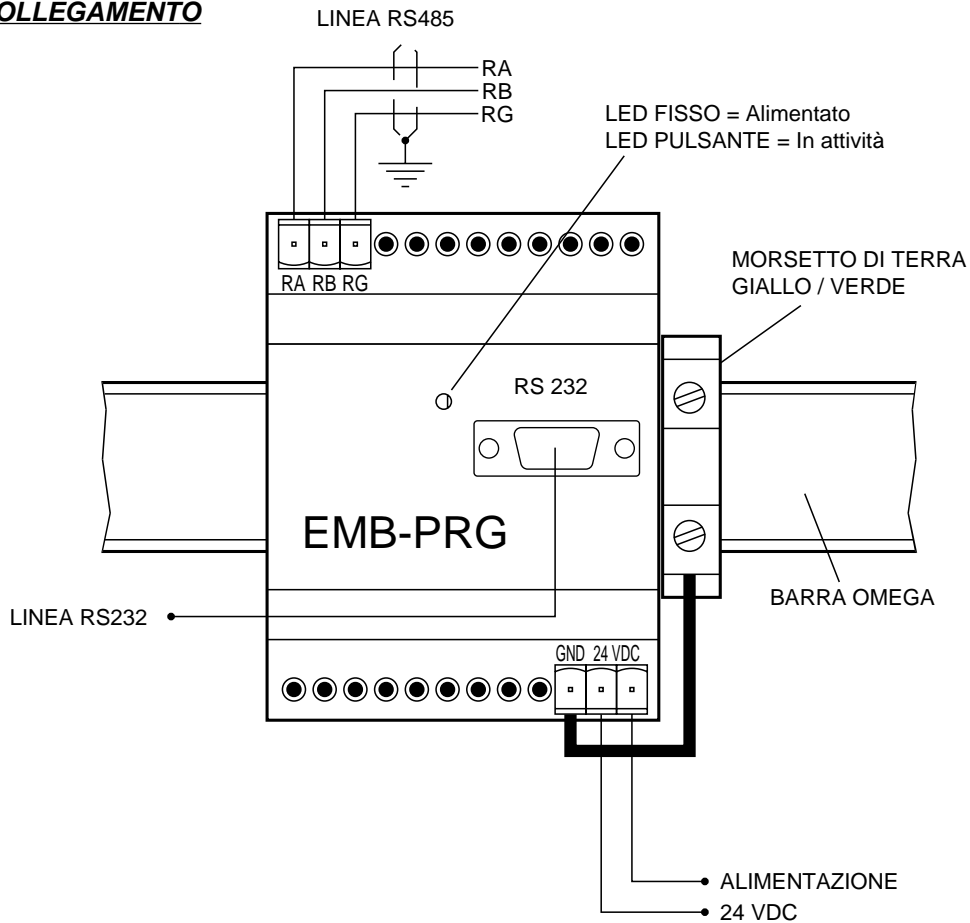 OLLEGAMENTO
LINEA RS485
RA
RB
RG
LED FISSO = Alimentato
LED PULSANTE = In attività
RA RB RG
MORSETTO DI TERRA
GIALLO / VERDE
RS 232
EMB-PRG
BARRA OMEGA
LINEA RS232
GND 24 VDC
ALIMENTAZIONE
24 VDC